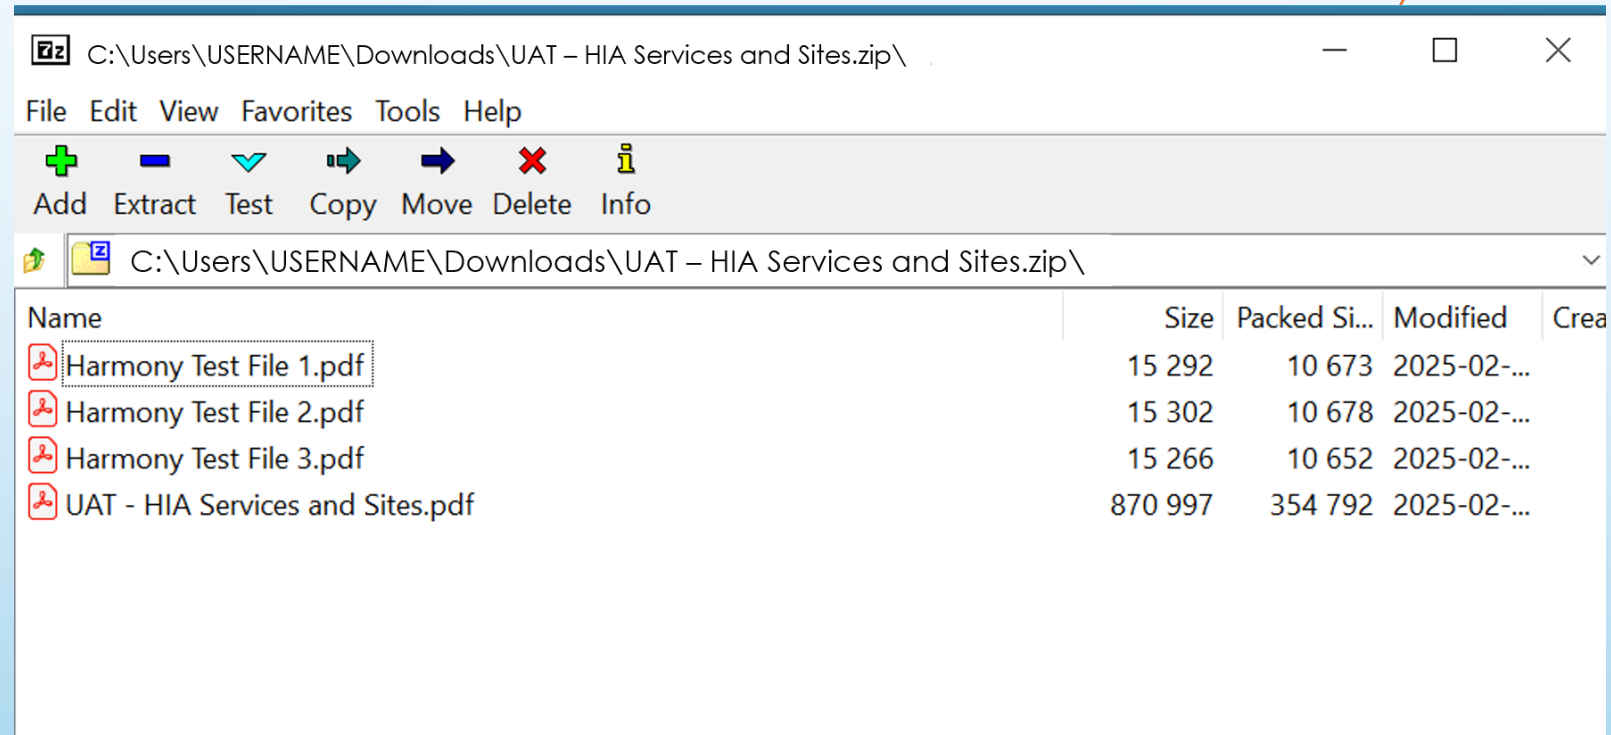 7z C:\Users\USERNAME\Downloads\UAT – HIA Services and Sites.zip\
File Edit View Favorites Tools Help
Add Extract Test Copy Move Delete Info
C:\Users\USERNAME\Downloads\UAT – HIA Services and Sites.zip\
Name Size Packed Si... Modified Crea
Harmony Test File 1.pdf 15 292 10 673 2025-02-...
Harmony Test File 2.pdf 15 302 10 678 2025-02-...
Harmony Test File 3.pdf 15 266 10 652 2025-02-...
UAT - HIA Services and Sites.pdf 870 997 354 792 2025-02-...